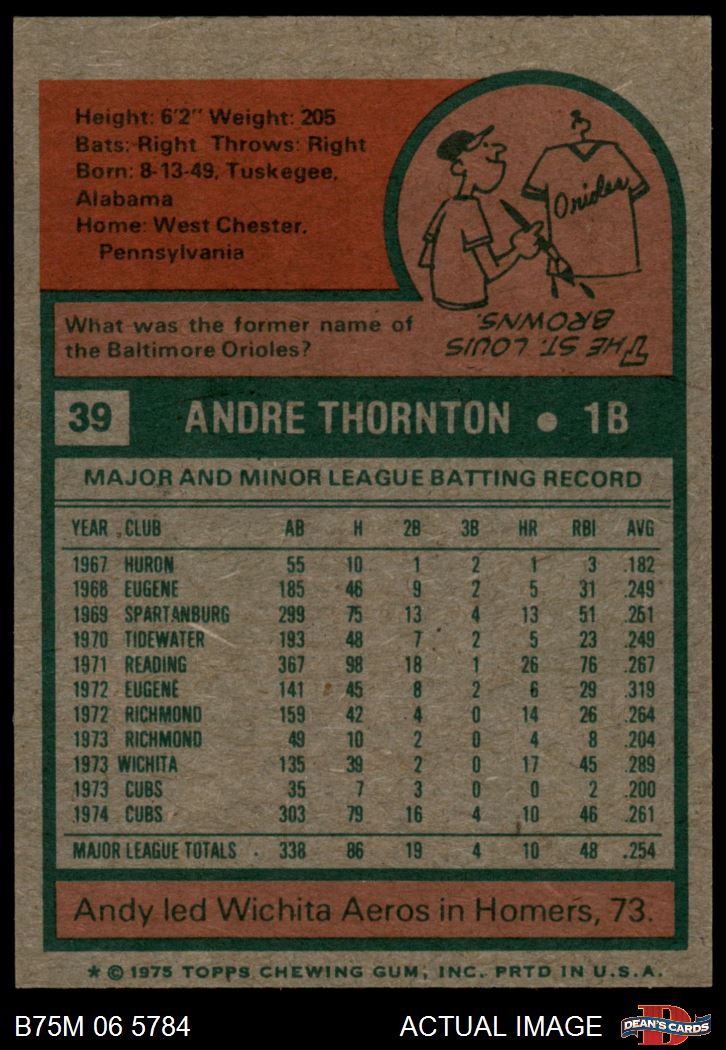 Height: 6'2" Weight: 205
Bats: Right Throws: Right
Born: 8-13-49, Tuskegee,
Alabama
Home: West Chester,
Pennsylvania
Orioles
What was the former name of
the Baltimore Orioles?
THE ST. LOUIS
BROWNS.
39 ANDRE THORNTON • 1B
MAJOR AND MINOR LEAGUE BATTING RECORD
YEAR CLUB AB H 2B 3B HR RBI AVG
1967 HURON 55 10 1 2 1 3 .182
1968 EUGENE 185 46 9 2 5 31 .249
1969 SPARTANBURG 299 75 13 4 13 51 .251
1970 TIDEWATER 193 48 7 2 5 23 .249
1971 READING 367 98 18 1 26 76 .267
1972 EUGENE 141 45 8 2 6 29 .319
1972 RICHMOND 159 42 4 0 14 26 .264
1973 RICHMOND 49 10 2 0 4 8 .204
1973 WICHITA 135 39 2 0 17 45 .289
1973 CUBS 35 7 3 0 0 2 .200
1974 CUBS 303 79 16 4 10 46 .261
MAJOR LEAGUE TOTALS 338 86 19 4 10 48 .254
Andy led Wichita Aeros in Homers, 73.
* © 1975 TOPPS CHEWING GUM, INC. PRTD IN U.S.A.
B75M 06 5784 ACTUAL IMAGE D DEAN'S CARDS